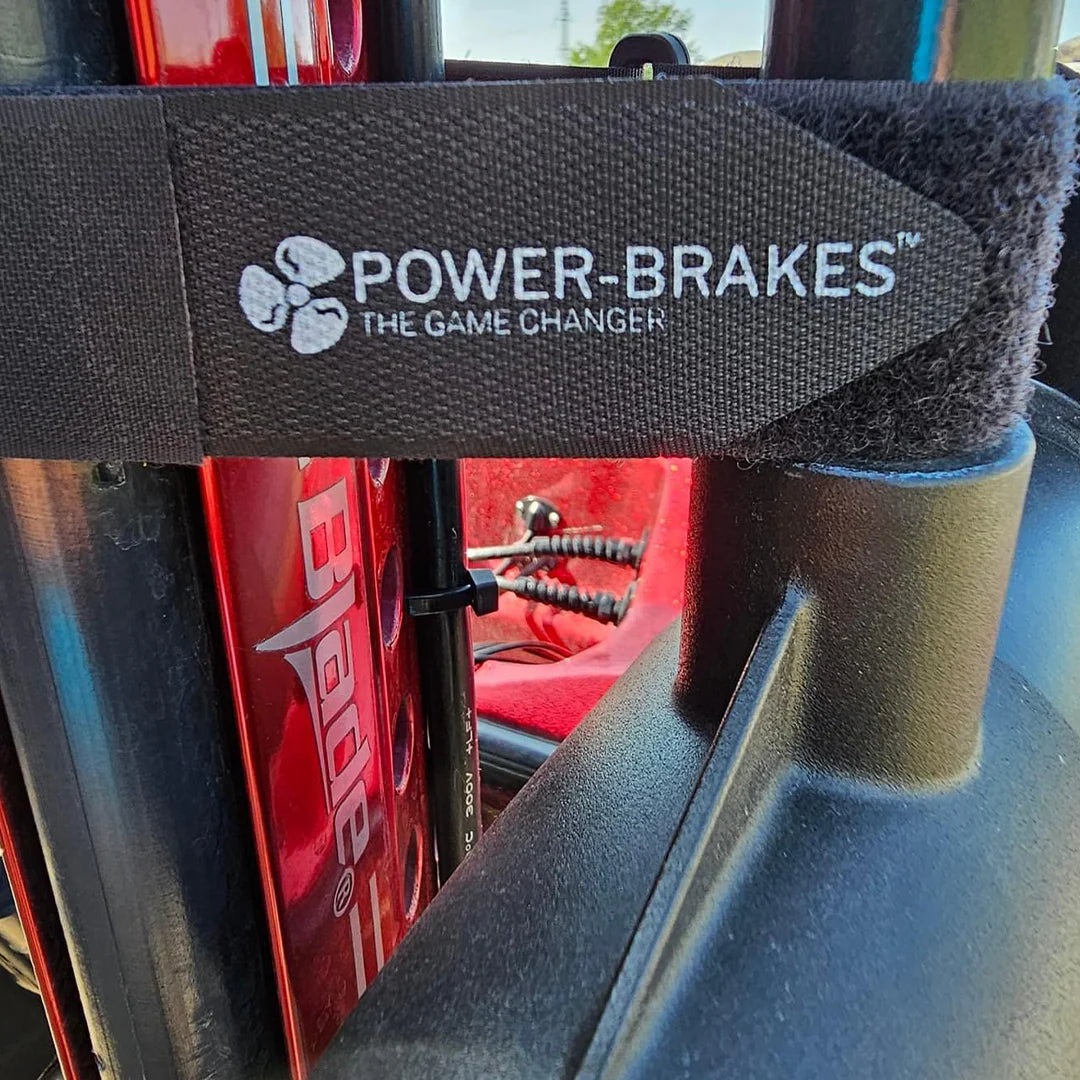 POWER-BRAKES™
THE GAME CHANGER
Blade®
300V